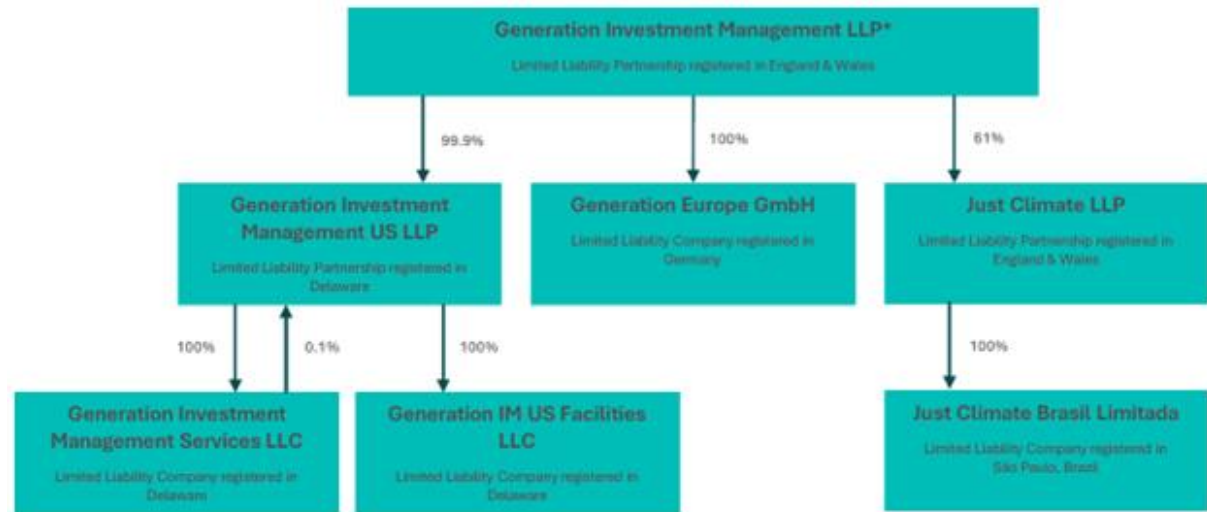 Generation Investment Management LLP*
Limited Liability Partnership registered in England & Wales
99.9%
100%
61%
Generation Investment
Management US LLP
Limited Liability Partnership registered in
Delaware
Generation Europe GmbH
Limited Liability Company registered in
Germany
Just Climate LLP
Limited Liability Partnership registered in
England & Wales
100%
0.1%
100%
100%
Generation Investment
Management Services LLC
Limited Liability Company registered in
Delaware
Generation IM US Facilities
LLC
Limited Liability Company registered in
Delaware
Just Climate Brasil Limitada
Limited Liability Company registered in
São Paulo, Brasil